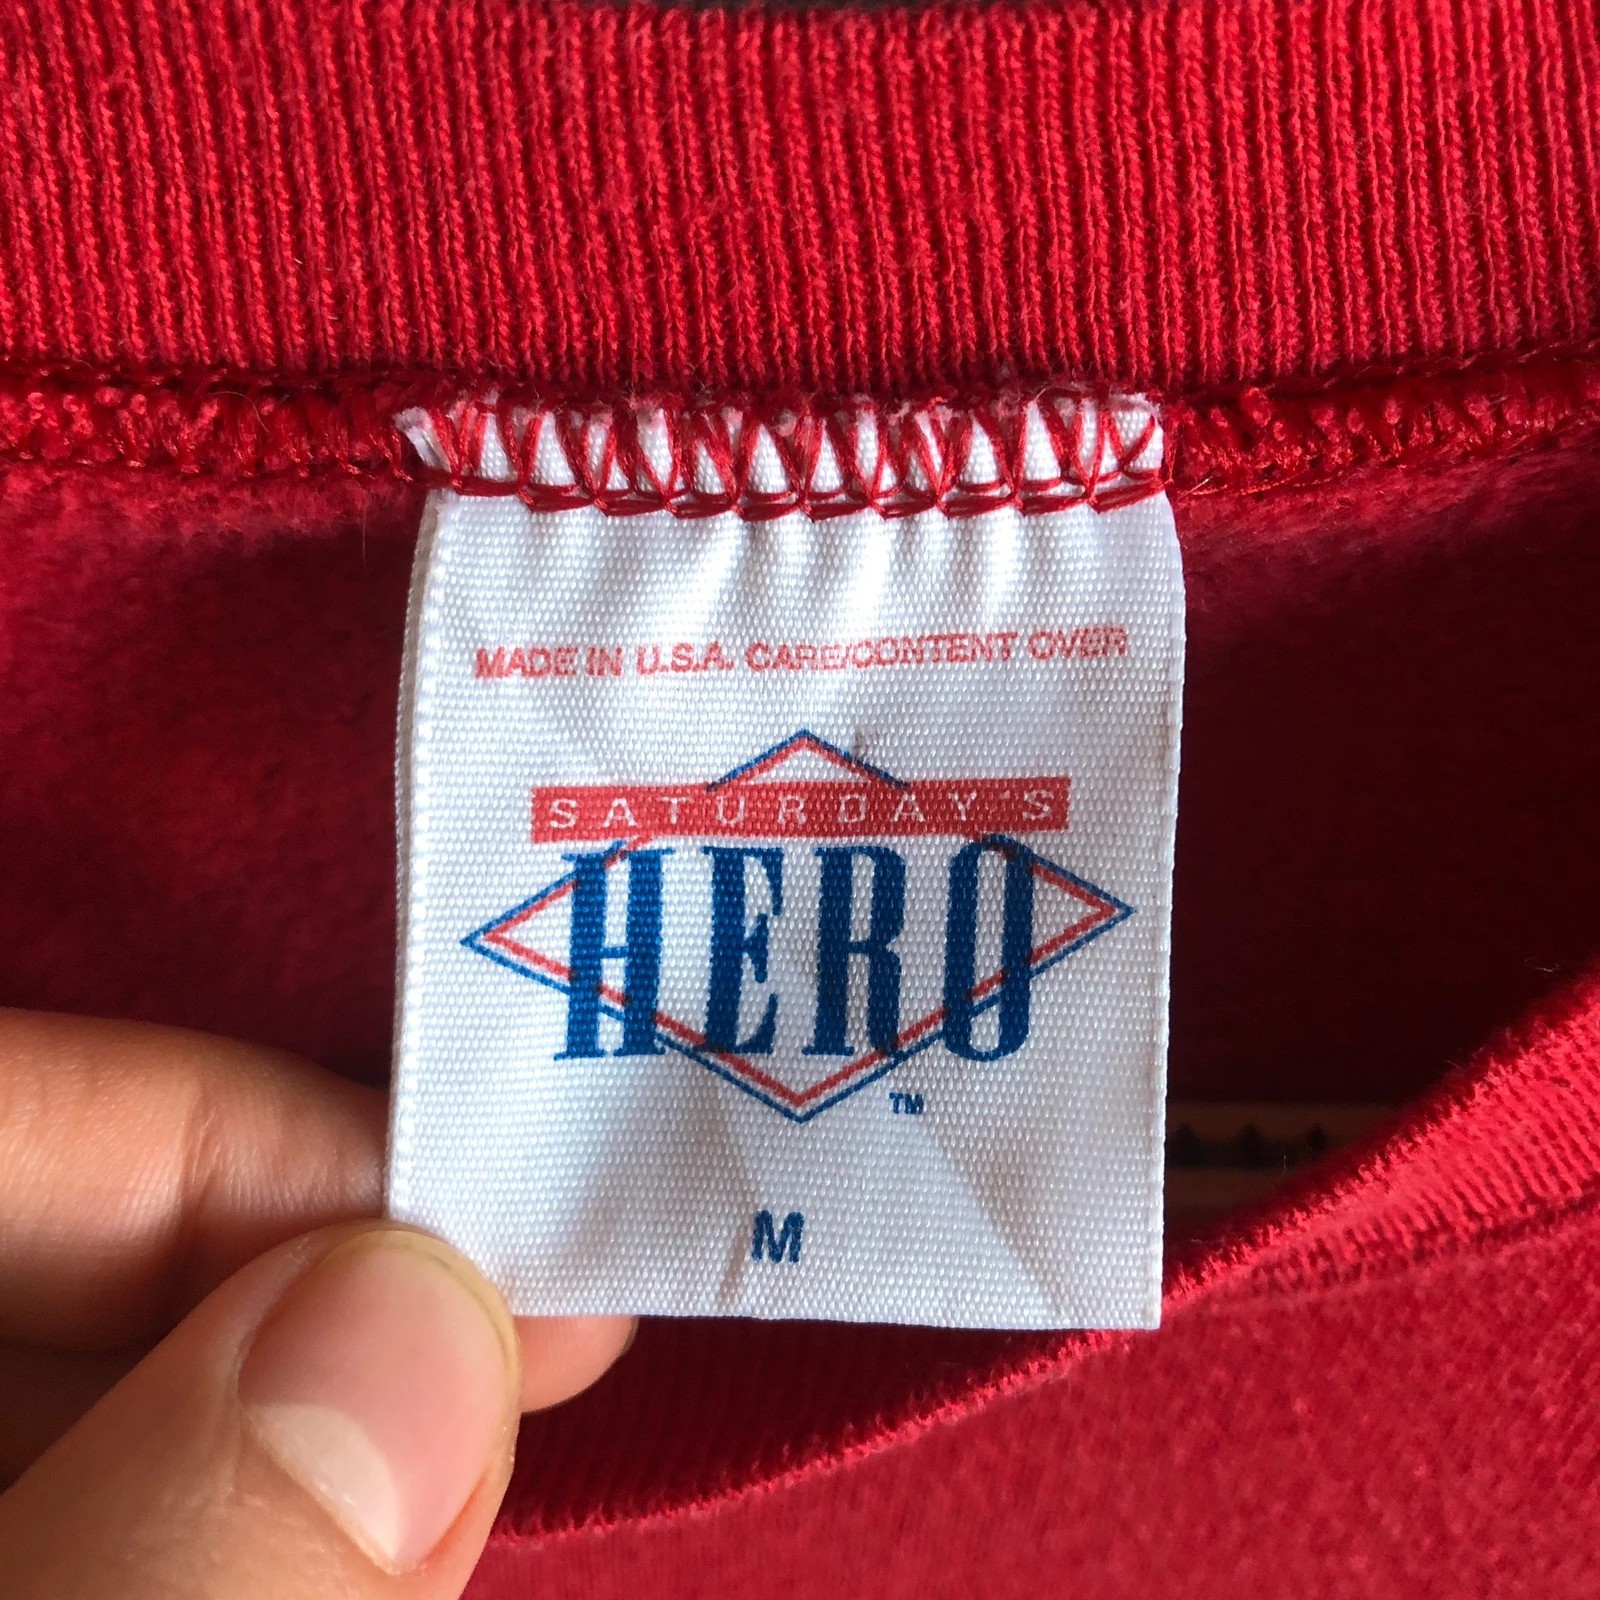 MADE IN U.S.A. CARE/CONTENT OVER
SATURDAY'S
HERO
TM
M